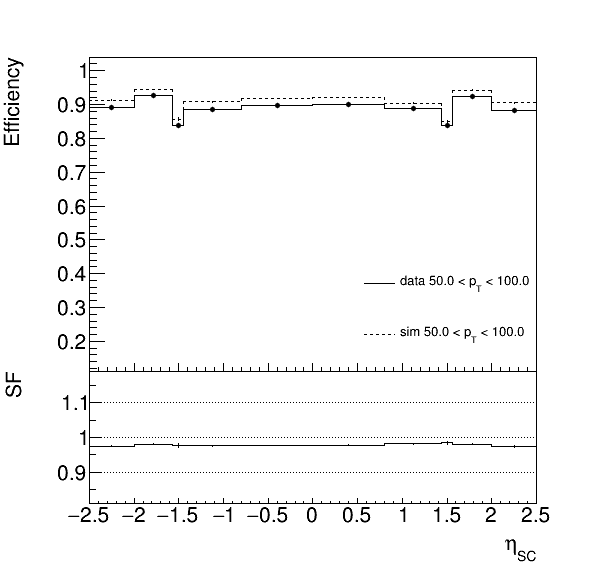 Efficiency
1
0.9
0.8
0.7
0.6
0.5
0.4
0.3
0.2
data 50.0 < p_T < 100.0
sim 50.0 < p_T < 100.0
SF
1.1
1
0.9
−2.5 −2 −1.5 −1 −0.5 0 0.5 1 1.5 2 2.5
η_SC